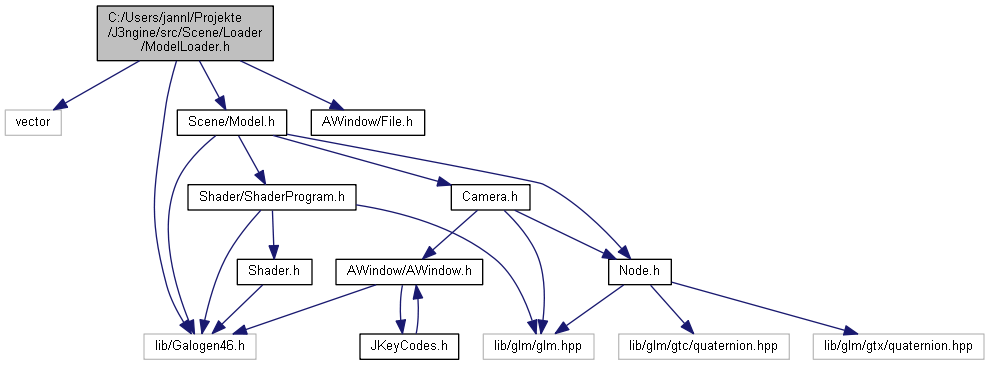 C:/Users/jannl/Projekte
/J3ngine/src/Scene/Loader
/ModelLoader.h
vector
Scene/Model.h
AWindow/File.h
Shader/ShaderProgram.h
Camera.h
Shader.h
AWindow/AWindow.h
Node.h
lib/Galogen46.h
JKeyCodes.h
lib/glm/glm.hpp
lib/glm/gtc/quaternion.hpp
lib/glm/gtx/quaternion.hpp